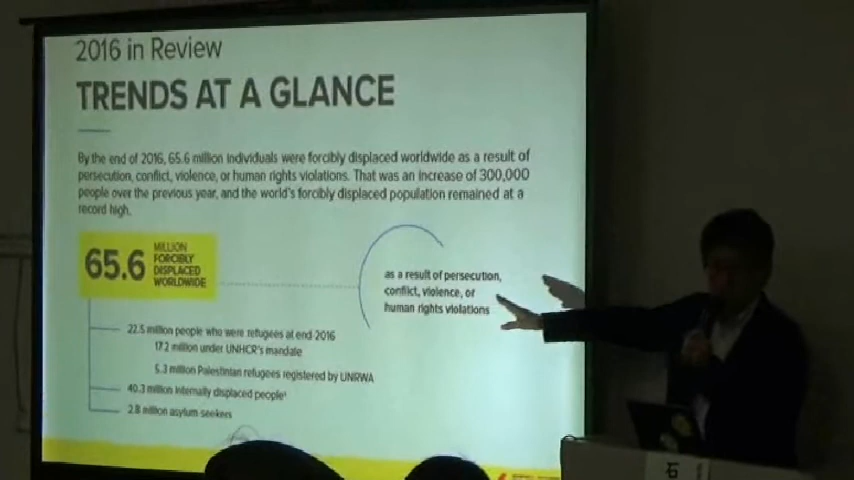 2016 in Review
TRENDS AT A GLANCE
By the end of 2016, 65.6 million individuals were forcibly displaced worldwide as a result of
persecution, conflict, violence, or human rights violations. That was an increase of 300,000
people over the previous year, and the world's forcibly displaced population remained at a
record high.
65.6 MILLION
FORCIBLY
DISPLACED
WORLDWIDE
as a result of persecution,
conflict, violence, or
human rights violations
22.5 million people who were refugees at end-2016
17.2 million under UNHCR's mandate
5.3 million Palestinian refugees registered by UNRWA
40.3 million internally displaced people¹
2.8 million asylum-seekers